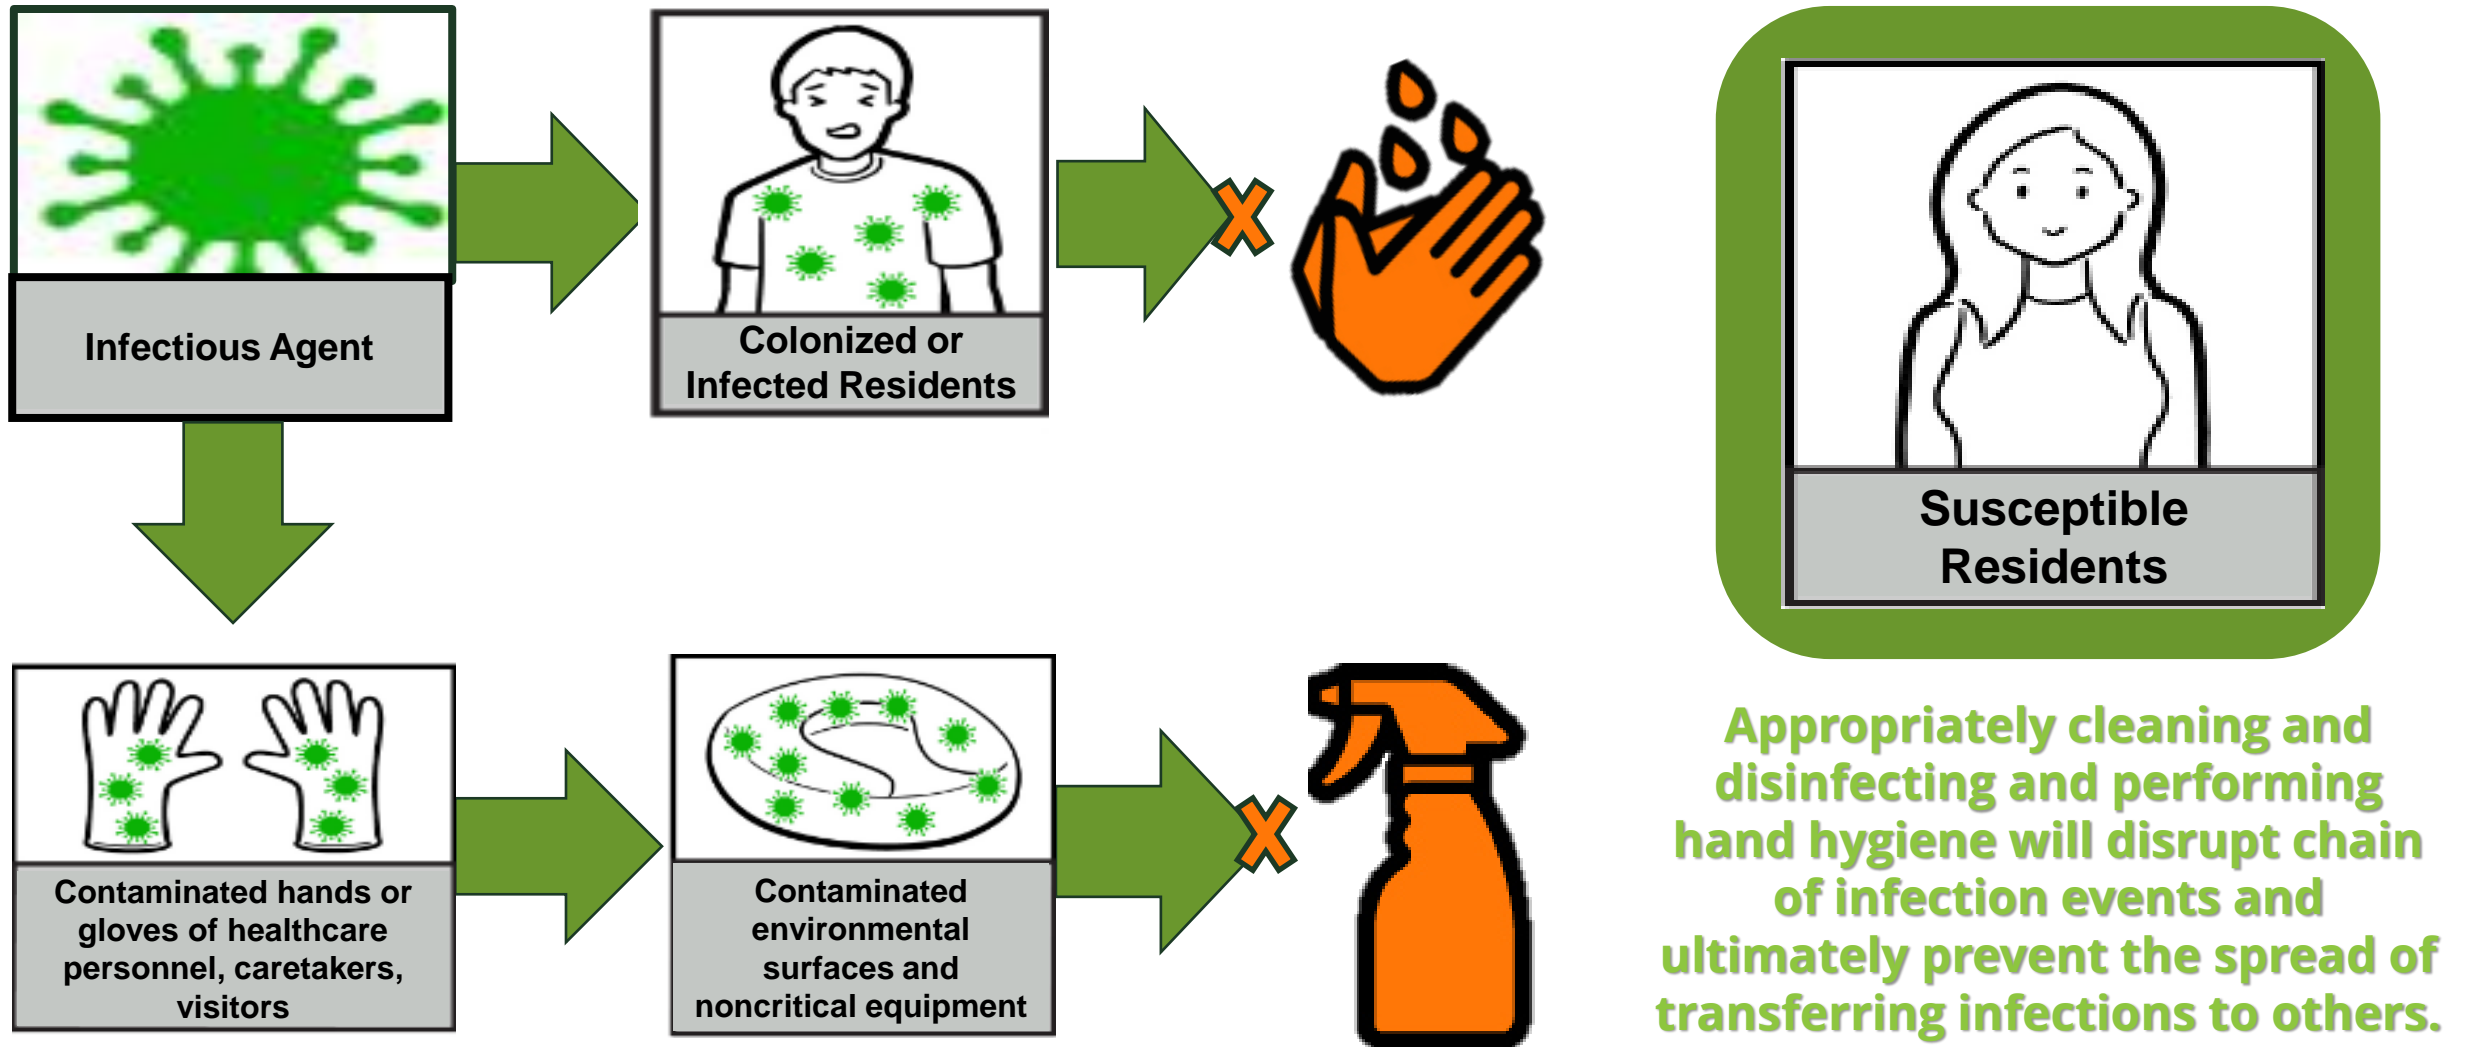 Infectious Agent
Colonized or
Infected Residents
Susceptible
Residents
Contaminated hands or
gloves of healthcare
personnel, caretakers,
visitors
Contaminated
environmental
surfaces and
noncritical equipment
Appropriately cleaning and
disinfecting and performing
hand hygiene will disrupt chain
of infection events and
ultimately prevent the spread of
transferring infections to others.